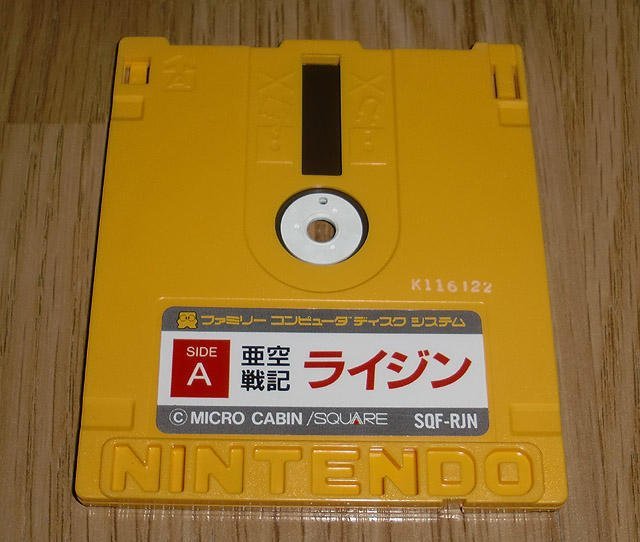 K116122
ファミリー コンピュータ ディスク システム
SIDE
A
亜空
戦記
ライジン
© MICRO CABIN /SQUARE SQF-RJN
NINTENDO